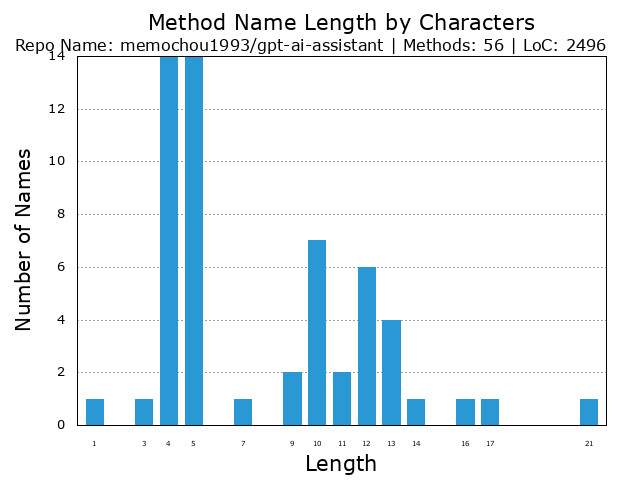 Method Name Length by Characters
Repo Name: memochou1993/gpt-ai-assistant | Methods: 56 | LoC: 2496
14
12
10
8
6
4
2
0
Number of Names
1 3 4 5 7 9 10 11 12 13 14 16 17 21
Length